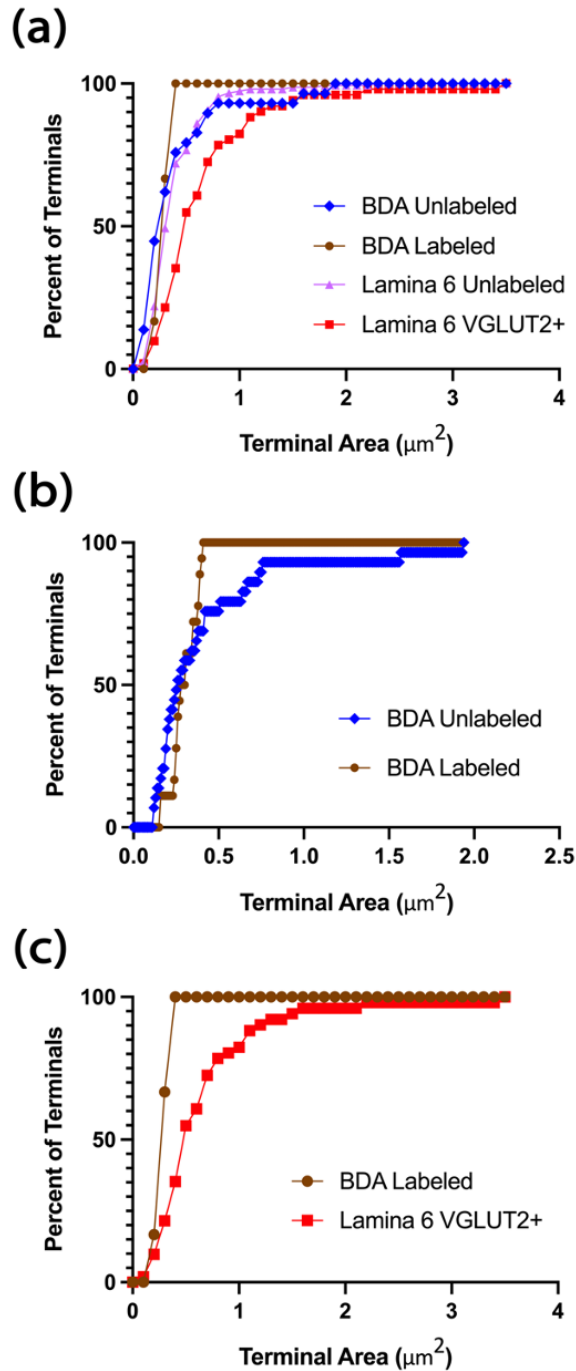 (a)
100
50
0
Percent of Terminals
BDA Unlabeled
BDA Labeled
Lamina 6 Unlabeled
Lamina 6 VGLUT2+
0 1 2 3 4
Terminal Area (μm²)
(b)
100
50
0
Percent of Terminals
BDA Unlabeled
BDA Labeled
0.0 0.5 1.0 1.5 2.0 2.5
Terminal Area (μm²)
(c)
100
50
0
Percent of Terminals
BDA Labeled
Lamina 6 VGLUT2+
0 1 2 3 4
Terminal Area (μm²)